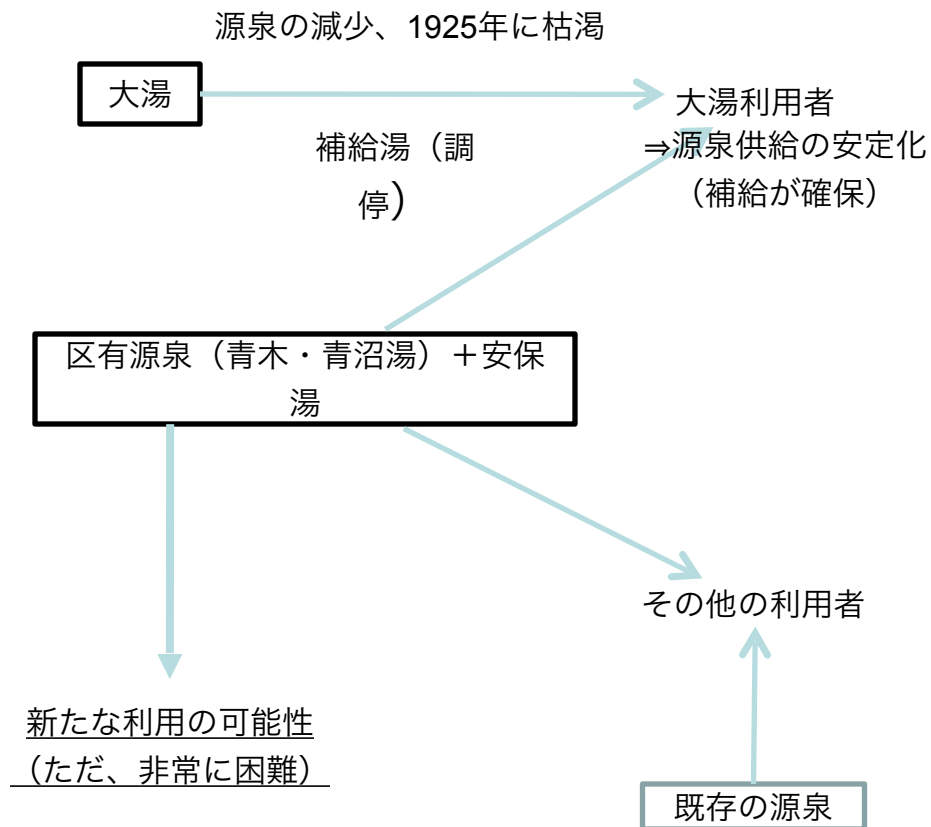 源泉の減少、1925年に枯渇
大湯
大湯利用者
⇒源泉供給の安定化
（補給が確保）
補給湯（調
停)
区有源泉（青木・青沼湯）＋安保
湯
その他の利用者
新たな利用の可能性
（ただ、非常に困難）
既存の源泉